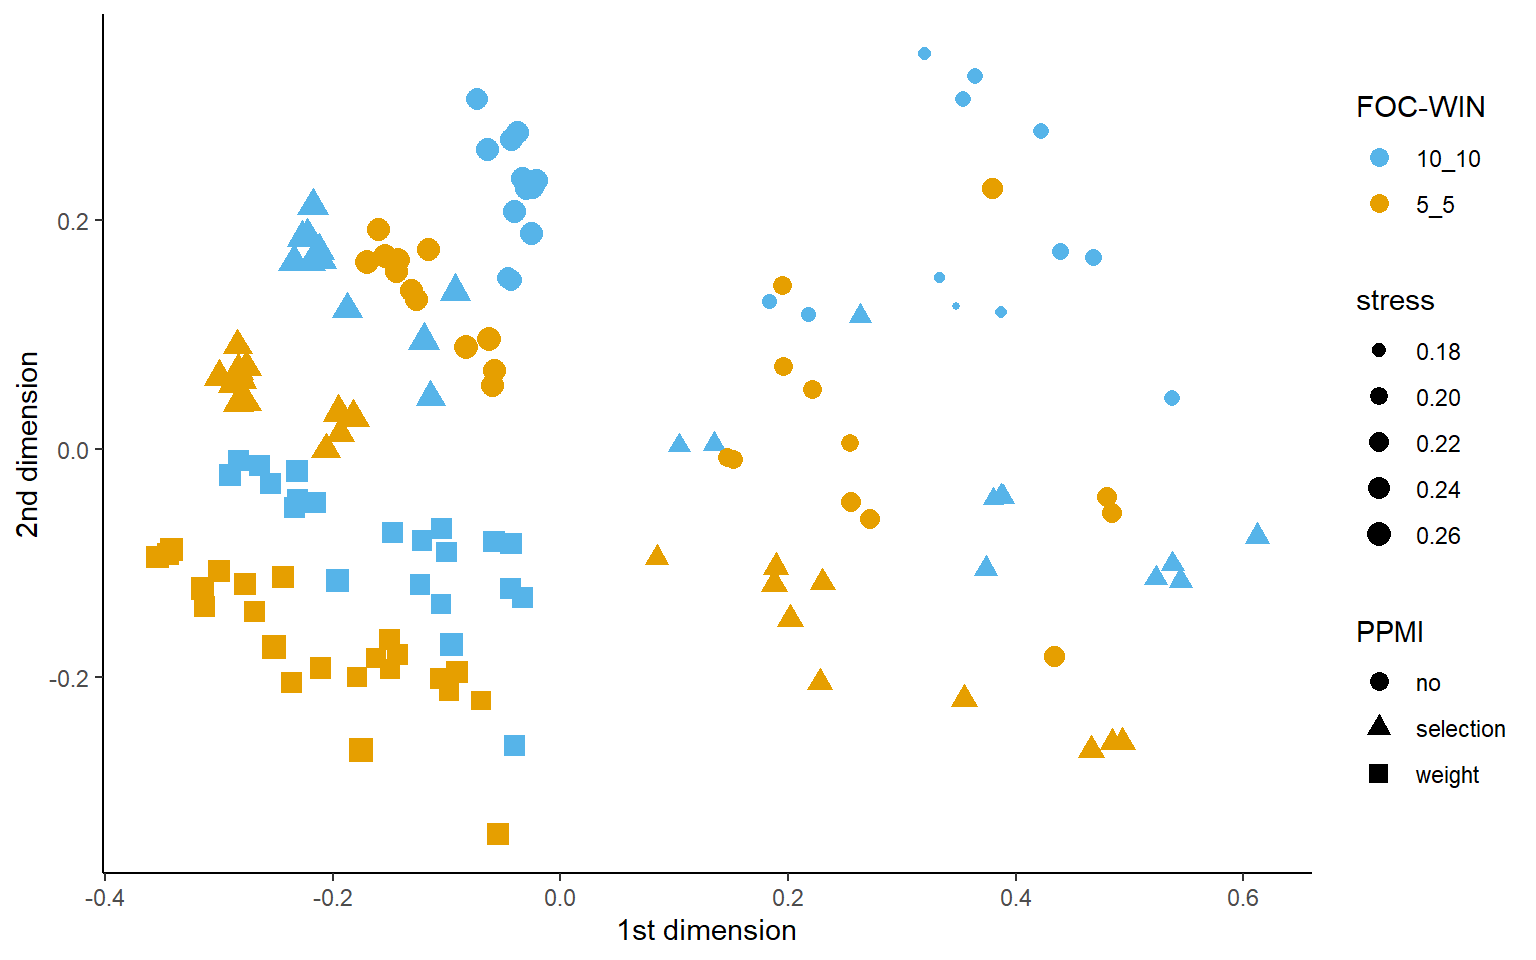 0.2
0.0
-0.2
2nd dimension
-0.4
-0.2
0.0
0.2
0.4
0.6
1st dimension
FOC-WIN
10_10
5_5
stress
0.18
0.20
0.22
0.24
0.26
PPMI
no
selection
weight